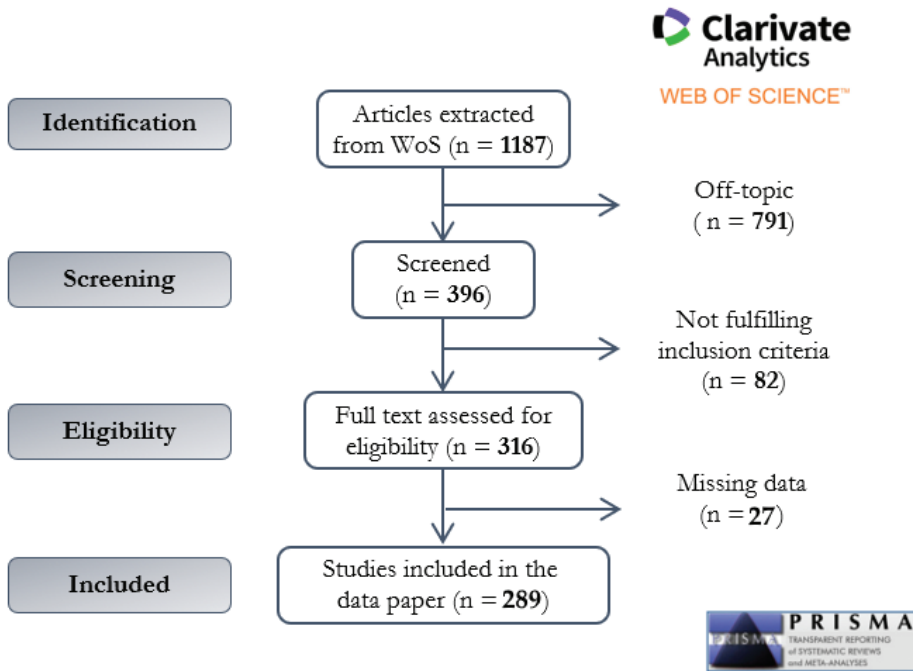 Clarivate
Analytics
WEB OF SCIENCE™
Identification
Articles extracted
from WoS (n = 1187)
Off-topic
( n = 791)
Screening
Screened
(n = 396)
Not fulfilling
inclusion criteria
(n = 82)
Eligibility
Full text assessed for
eligibility (n = 316)
Missing data
(n = 27)
Included
Studies included in the
data paper (n = 289)
PRISMA
PRISMA
TRANSPARENT REPORTING
of SYSTEMATIC REVIEWS
and META-ANALYSES